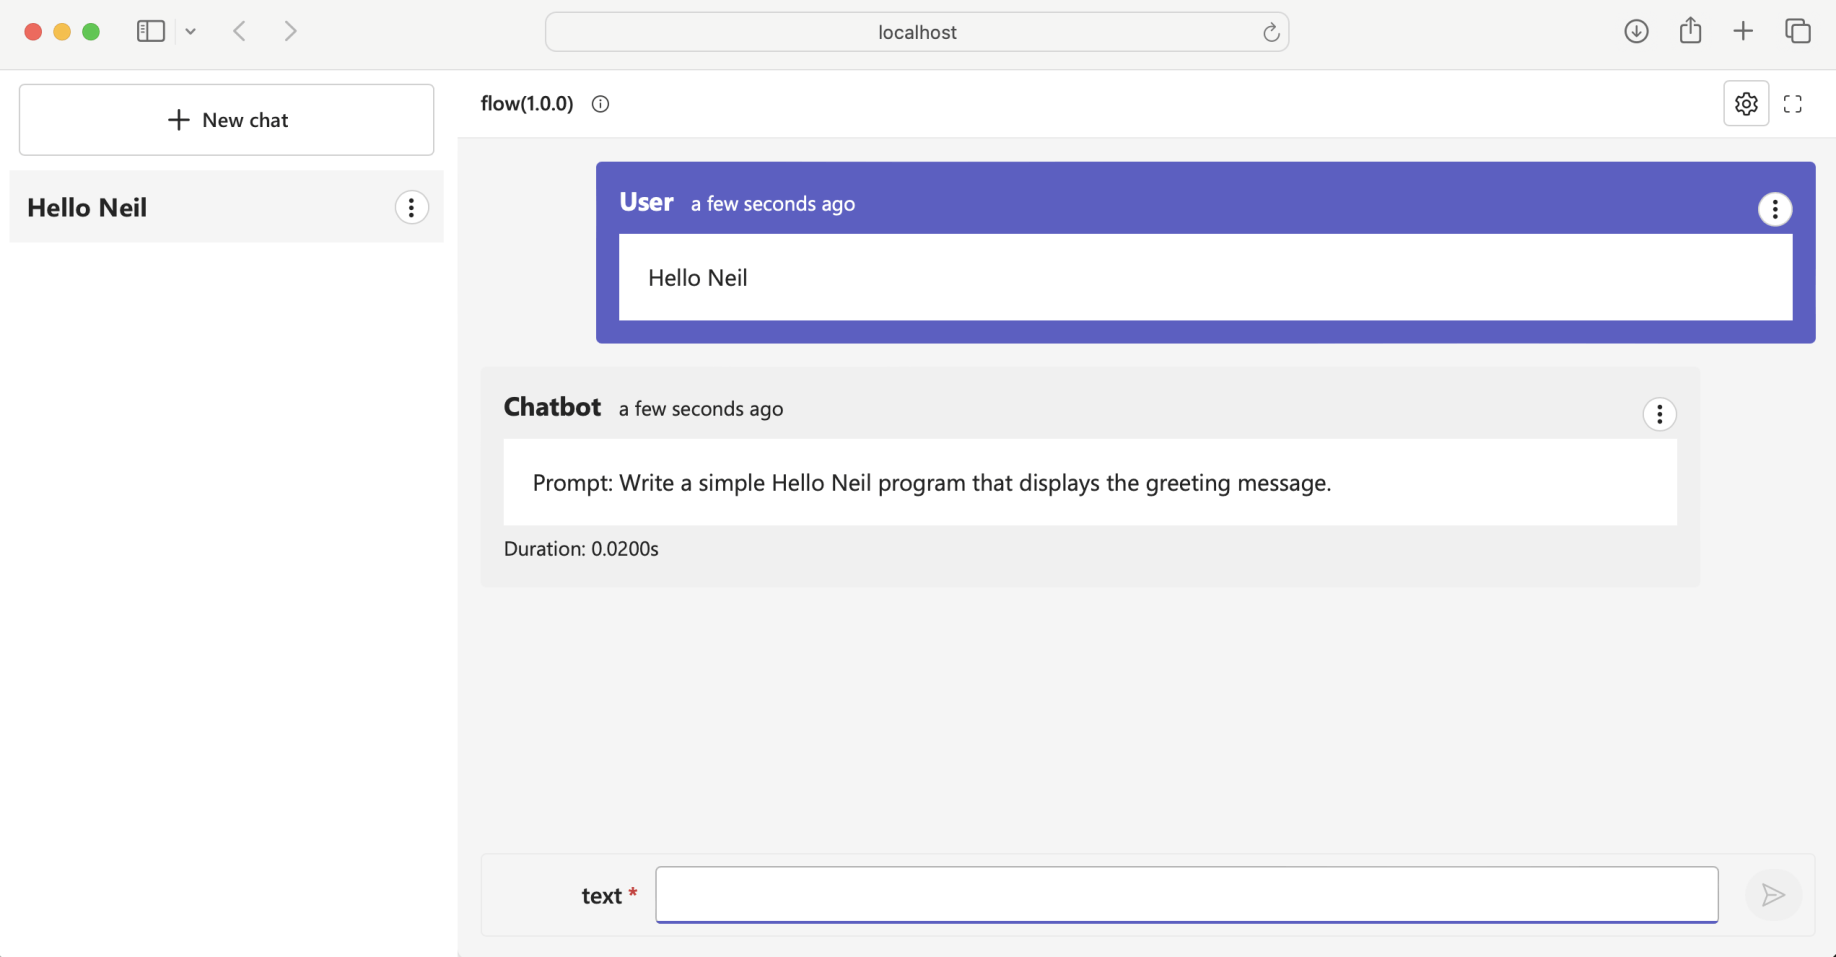 localhost
New chat
Hello Neil
flow(1.0.0)
User a few seconds ago
Hello Neil
Chatbot a few seconds ago
Prompt: Write a simple Hello Neil program that displays the greeting message.
Duration: 0.0200s
text *